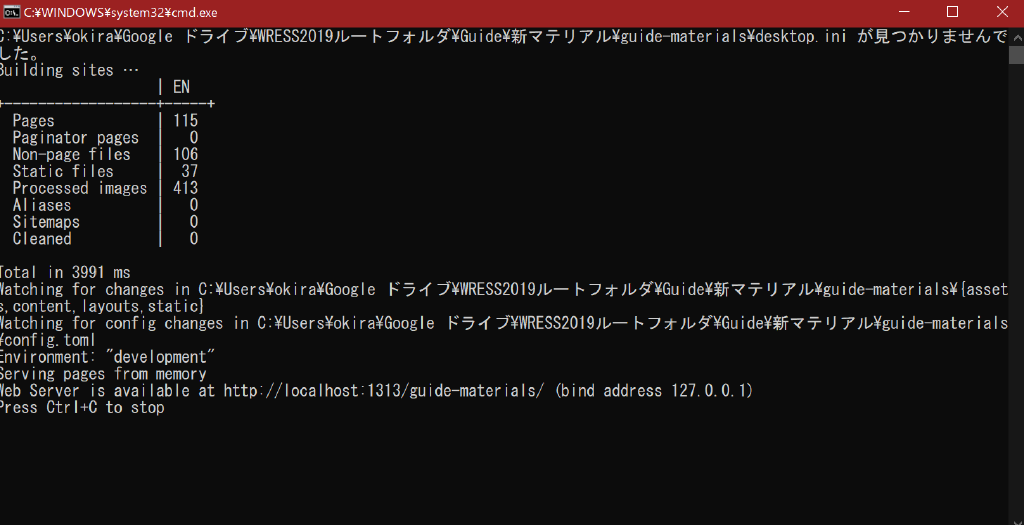 C:¥WINDOWS¥system32¥cmd.exe
C:¥Users¥okira¥Google ドライブ¥WRESS2019ルートフォルダ¥Guide¥新マテリアル¥guide-materials¥desktop.ini が見つかりませんで
した。
Building sites …
| EN
+------------------+-----+
Pages | 115
Paginator pages | 0
Non-page files | 106
Static files | 37
Processed images | 413
Aliases | 0
Sitemaps | 0
Cleaned | 0
Total in 3991 ms
Watching for changes in C:¥Users¥okira¥Google ドライブ¥WRESS2019ルートフォルダ¥Guide¥新マテリアル¥guide-materials¥{asset
s,content,layouts,static}
Watching for config changes in C:¥Users¥okira¥Google ドライブ¥WRESS2019ルートフォルダ¥Guide¥新マテリアル¥guide-materials
¥config.toml
Environment: "development"
Serving pages from memory
Web Server is available at http://localhost:1313/guide-materials/ (bind address 127.0.0.1)
Press Ctrl+C to stop